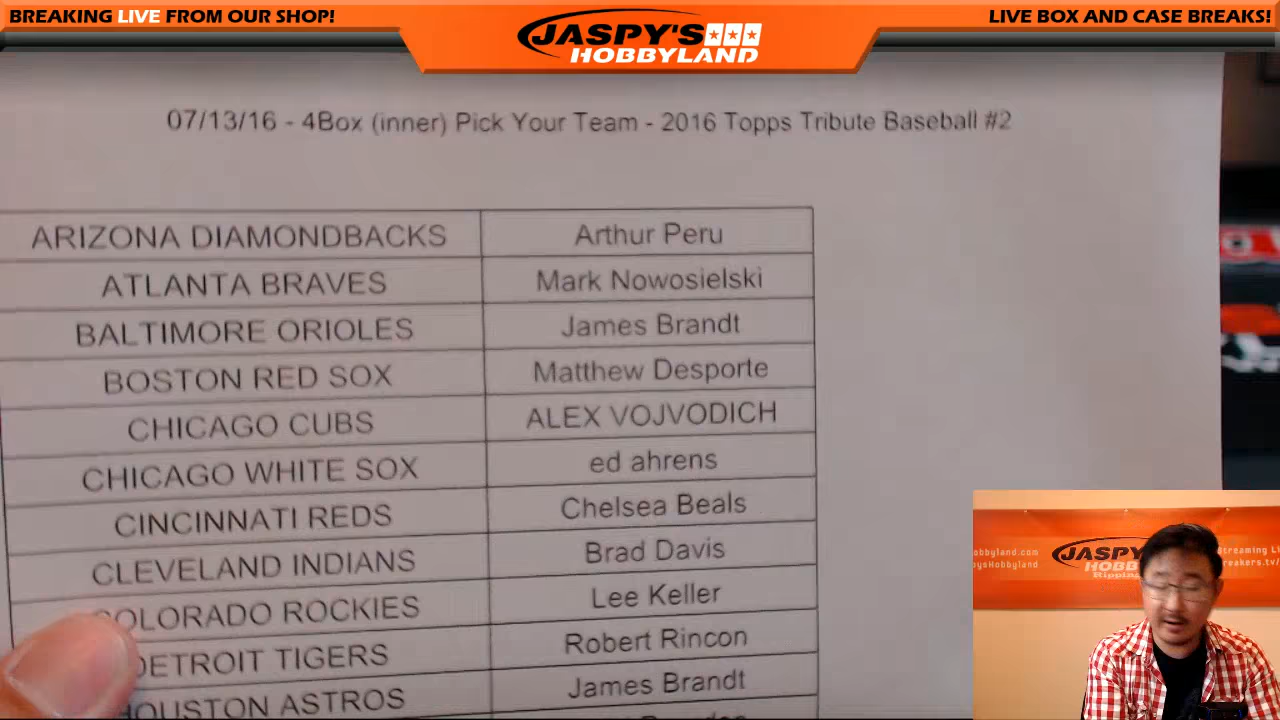 BREAKING LIVE FROM OUR SHOP!
JASPY'S
HOBBYLAND
LIVE BOX AND CASE BREAKS!
07/13/16 - 4Box (inner) Pick Your Team - 2016 Topps Tribute Baseball #2
ARIZONA DIAMONDBACKS Arthur Peru
ATLANTA BRAVES Mark Nowosielski
BALTIMORE ORIOLES James Brandt
BOSTON RED SOX Matthew Desporte
CHICAGO CUBS ALEX VOJVODICH
CHICAGO WHITE SOX ed ahrens
CINCINNATI REDS Chelsea Beals
CLEVELAND INDIANS Brad Davis
COLORADO ROCKIES Lee Keller
DETROIT TIGERS Robert Rincon
HOUSTON ASTROS James Brandt